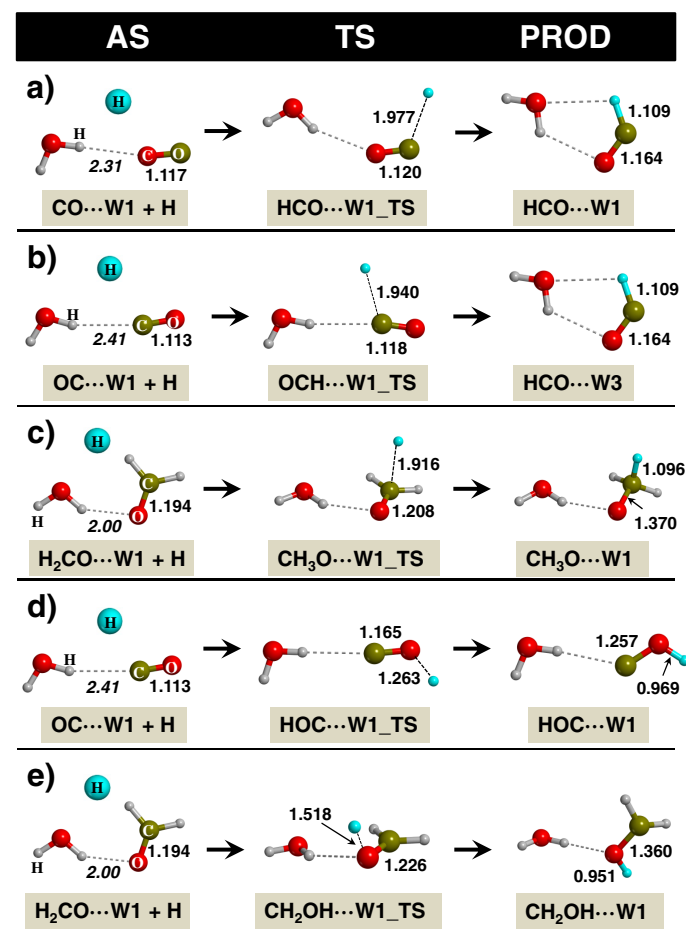 AS TS PROD
a)
H
H
C O
2.31
1.117
1.977
1.120
1.109
1.164
CO···W1 + H HCO···W1_TS HCO···W1
b)
H
H
C O
2.41
1.113
1.940
1.118
1.109
1.164
OC···W1 + H OCH···W1_TS HCO···W3
c)
H
C
H
O
2.00
1.194
1.916
1.208
1.096
1.370
H₂CO···W1 + H CH₃O···W1_TS CH₃O···W1
d)
H
H
C O
2.41
1.113
1.165
1.263
1.257
0.969
OC···W1 + H HOC···W1_TS HOC···W1
e)
H
C
H
O
2.00
1.194
1.518
1.226
1.360
0.951
H₂CO···W1 + H CH₂OH···W1_TS CH₂OH···W1